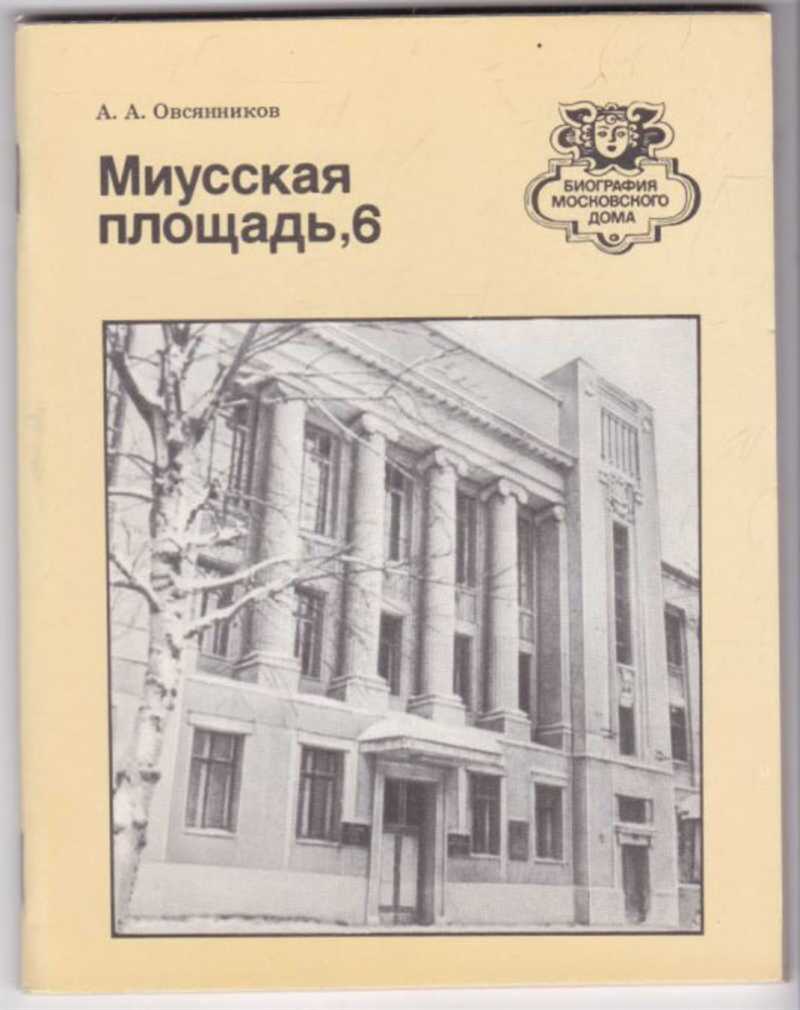 А. А. Овсянников
Миусская
площадь,6
БИОГРАФИЯ
МОСКОВСКОГО
ДОМА